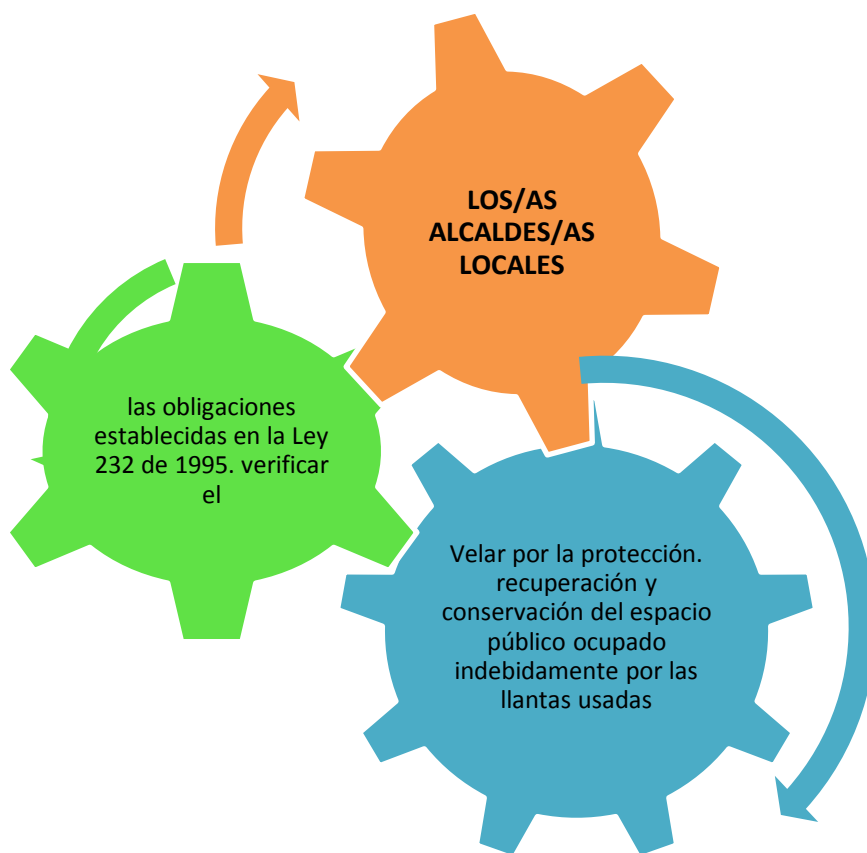 LOS/AS
ALCALDES/AS
LOCALES
las obligaciones
establecidas en la Ley
232 de 1995. verificar
el
Velar por la protección.
recuperación y
conservación del espacio
público ocupado
indebidamente por las
llantas usadas